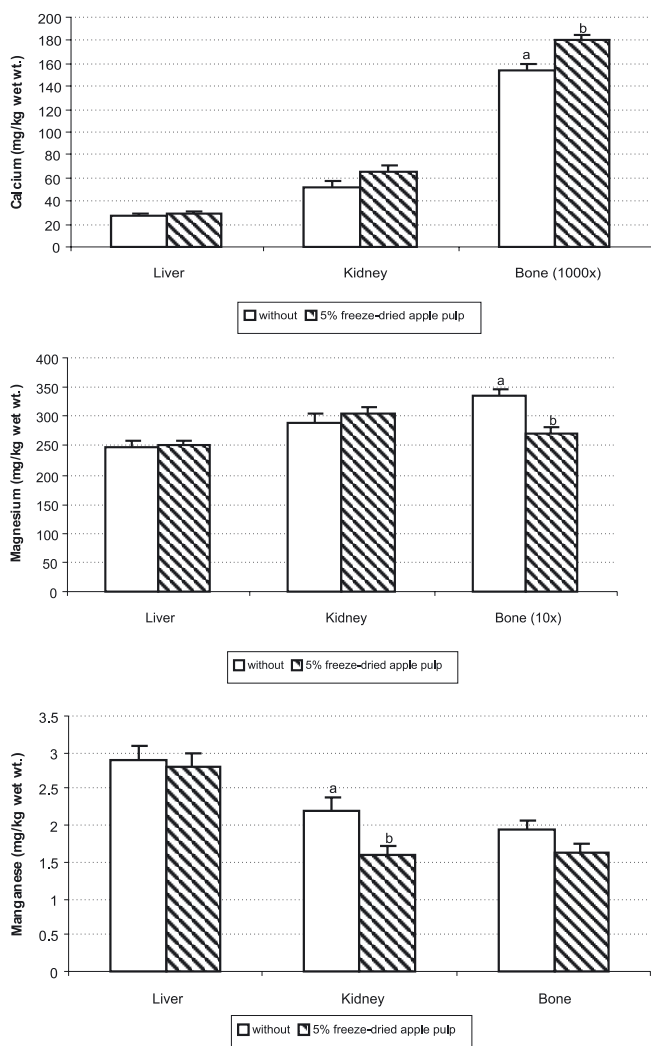 200
180
160
140
120
100
80
60
40
20
0
Calcium (mg/kg wet wt.)
a
b
Liver Kidney Bone (1000x)
without 5% freeze-dried apple pulp
400
350
300
250
200
150
100
50
0
Magnesium (mg/kg wet wt.)
a
b
Liver Kidney Bone (10x)
without 5% freeze-dried apple pulp
3.5
3
2.5
2
1.5
1
0.5
0
Manganese (mg/kg wet wt.)
a
b
Liver Kidney Bone
without 5% freeze-dried apple pulp